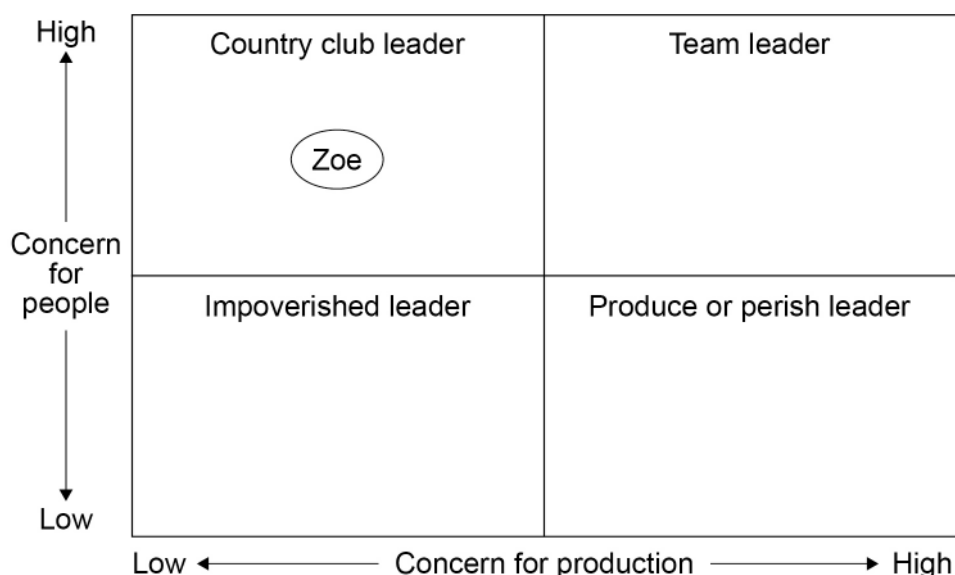 High
Country club leader
Team leader
Zoe
Concern
for
people
Impoverished leader
Produce or perish leader
Low
Low
Concern for production
High